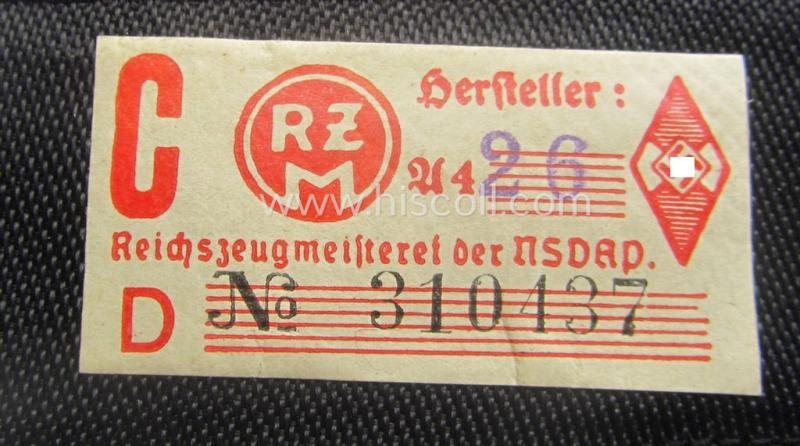 C RZM Hersteller:
A4 26
www.hiscoll.com
Reichszeugmeisterei der NSDAP.
D No 310437